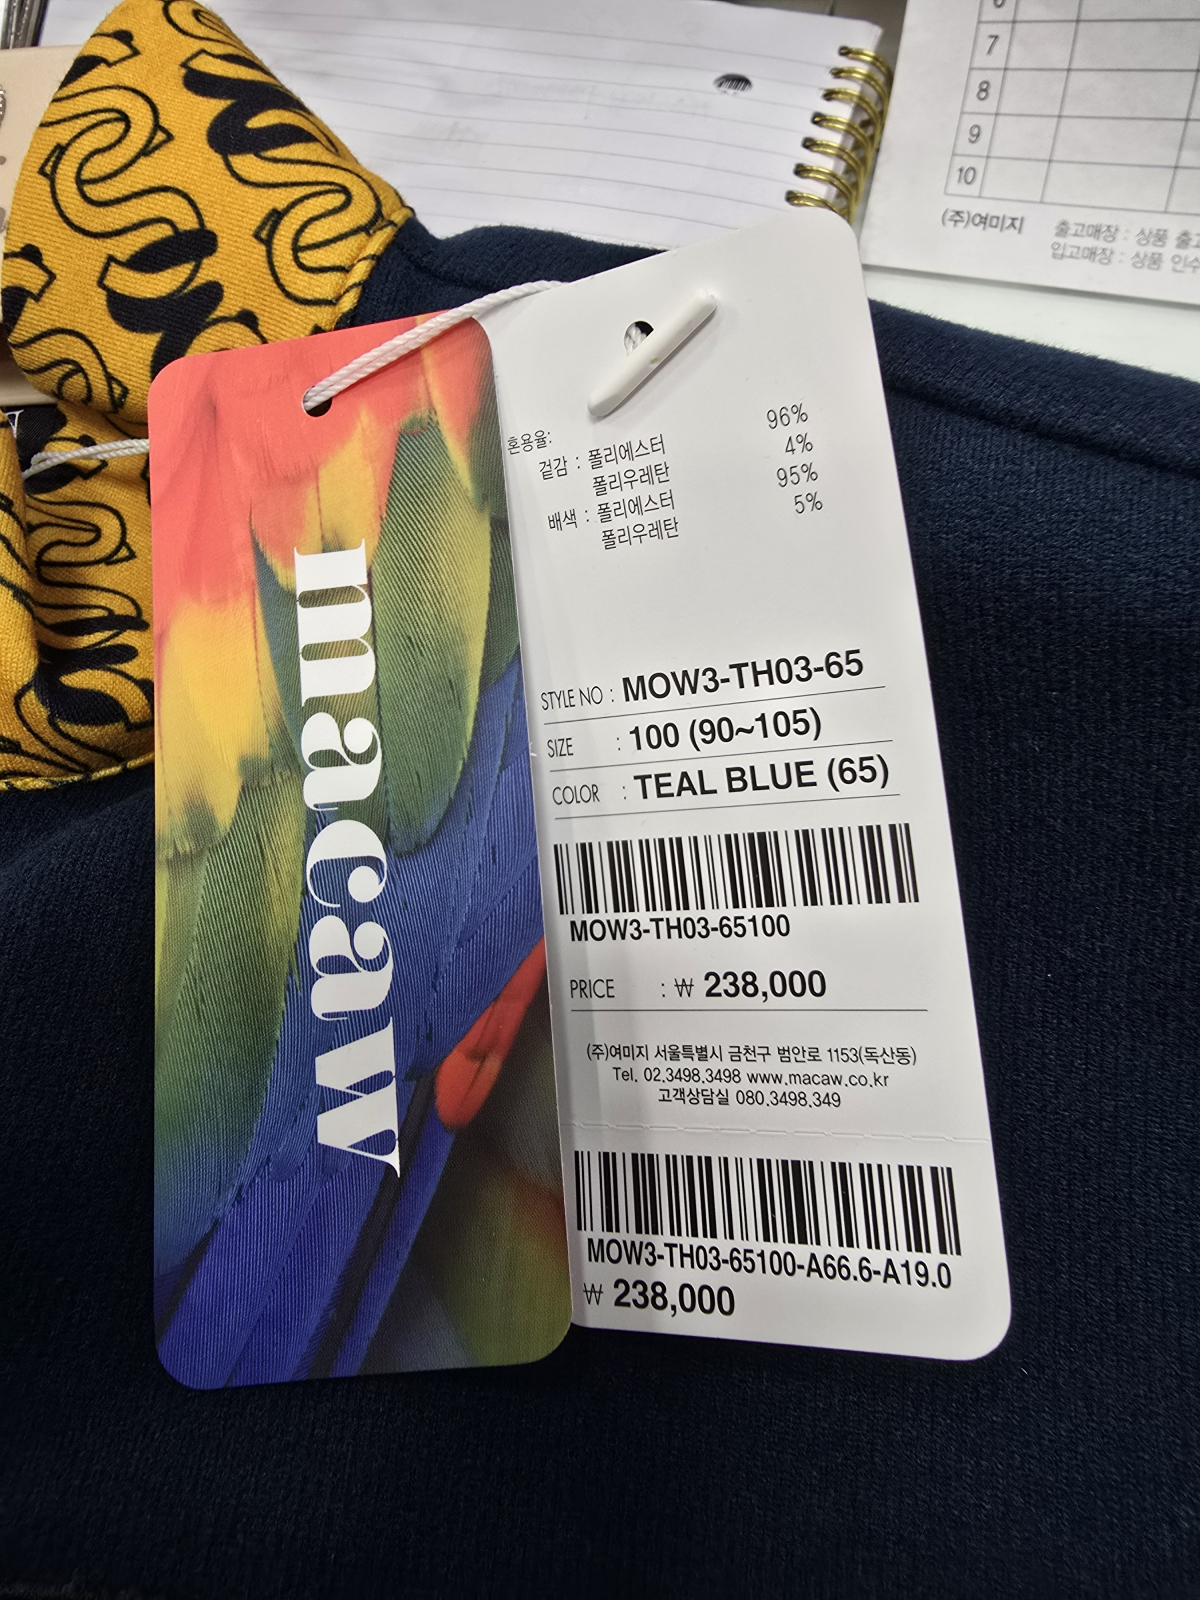 6
7
8
9
10
(주)여미지
출고매장 : 상품 출고
입고매장 : 상품 인수
macaw
혼용율:
겉감 : 폴리에스터 96%
폴리우레탄 4%
배색 : 폴리에스터 95%
폴리우레탄 5%
STYLE NO : MOW3-TH03-65
SIZE : 100 (90~105)
COLOR : TEAL BLUE (65)
MOW3-TH03-65100
PRICE : ₩ 238,000
(주)여미지 서울특별시 금천구 범안로 1153(독산동)
Tel. 02.3498.3498 www.macaw.co.kr
고객상담실 080.3498.349
MOW3-TH03-65100-A66.6-A19.0
₩ 238,000